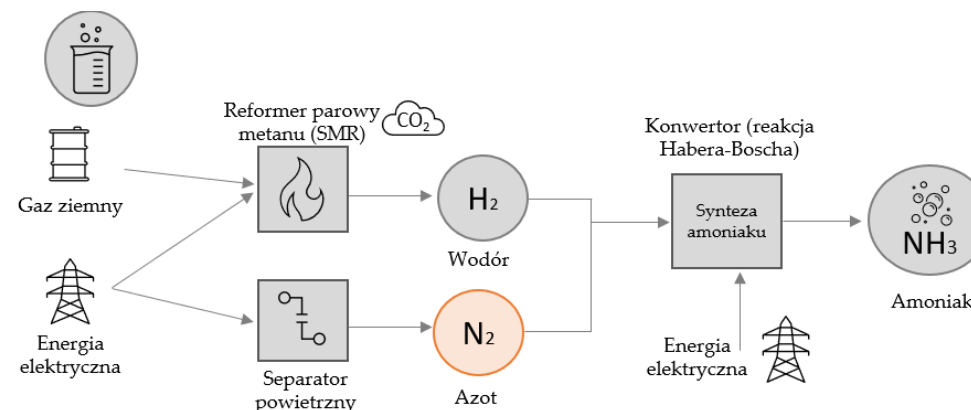 Reformer parowy
metanu (SMR)
CO2
Konwertor (reakcja
Habera-Boscha)
Gaz ziemny
H2
Wodór
Synteza
amoniaku
NH3
Amoniak
Energia
elektryczna
Separator
powietrzny
N2
Azot
Energia
elektryczna